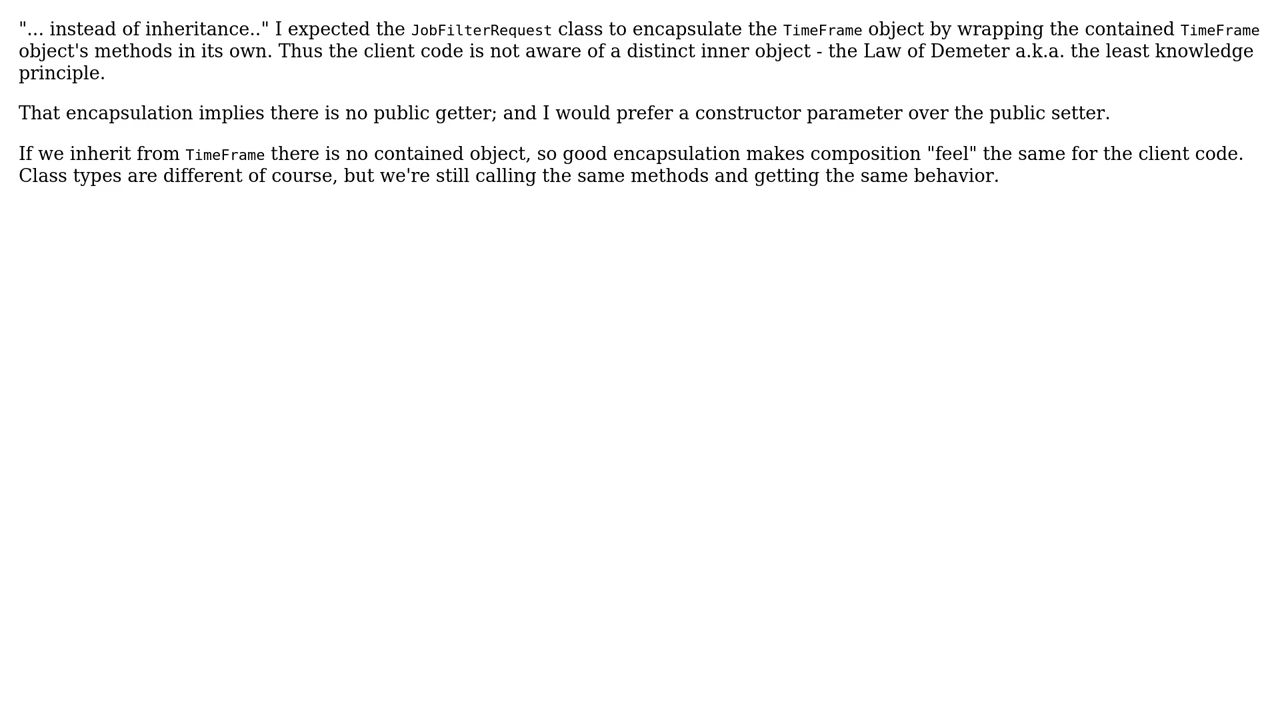 "... instead of inheritance.." I expected the JobFilterRequest class to encapsulate the TimeFrame object by wrapping the contained TimeFrame
object's methods in its own. Thus the client code is not aware of a distinct inner object - the Law of Demeter a.k.a. the least knowledge
principle.
That encapsulation implies there is no public getter; and I would prefer a constructor parameter over the public setter.
If we inherit from TimeFrame there is no contained object, so good encapsulation makes composition "feel" the same for the client code.
Class types are different of course, but we're still calling the same methods and getting the same behavior.